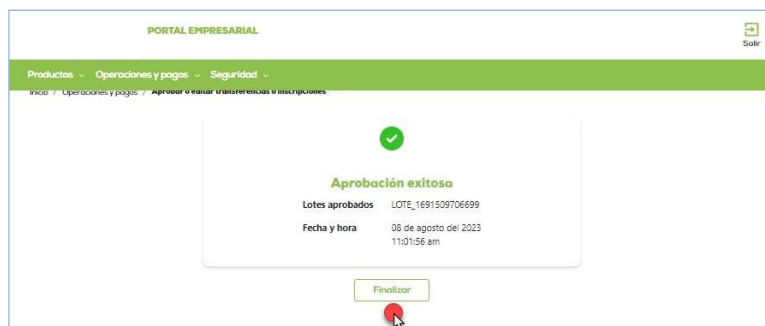 PORTAL EMPRESARIAL
Salir
Productos Operaciones y pagos Seguridad
Inicio / Operaciones y pagos / Aprobar o editar transferencias o inscripciones
Aprobación exitosa
Lotes aprobados LOTE_1691509706699
Fecha y hora 08 de agosto del 2023
11:01:56 am
Finalizar